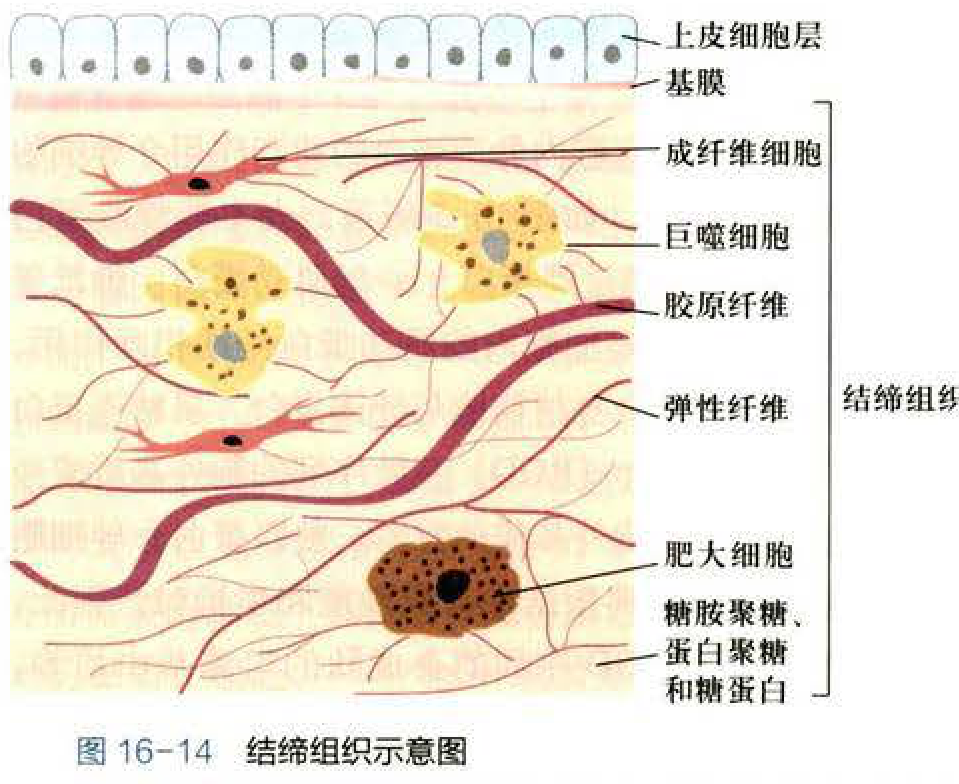 上皮细胞层
基膜
成纤维细胞
巨噬细胞
胶原纤维
弹性纤维
结缔组织
肥大细胞
糖胺聚糖、
蛋白聚糖
和糖蛋白
图 16-14 结缔组织示意图